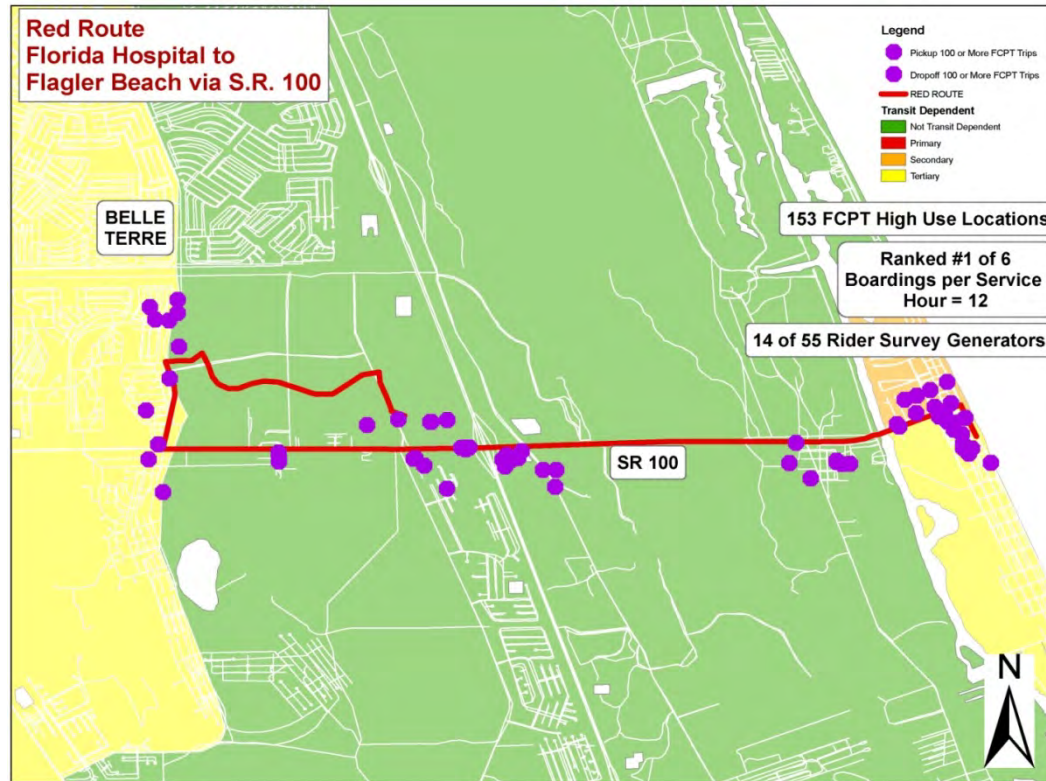 Red Route
Florida Hospital to
Flagler Beach via S.R. 100
Legend
Pickup 100 or More FCPT Trips
Dropoff 100 or More FCPT Trips
RED ROUTE
Transit Dependent
Not Transit Dependent
Primary
Secondary
Tertiary
BELLE
TERRE
153 FCPT High Use Locations
Ranked #1 of 6
Boardings per Service
Hour = 12
14 of 55 Rider Survey Generators
SR 100
N